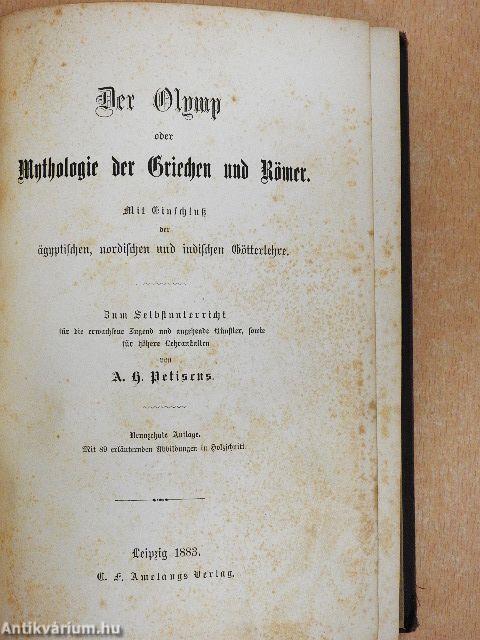 Der Olymp
oder
Mythologie der Griechen und Römer.
Mit Einschluß
der
ägyptischen, nordischen und indischen Götterlehre.
Zum Selbstunterricht
für die erwachsene Jugend und angehende Künstler, sowie
für höhere Lehranstalten
von
A. H. Petiscus.
Neunzehnte Auflage.
Mit 89 erläuternden Abbildungen in Holzschnitt.
Leipzig 1883.
C. F. Amelangs Verlag.
Antikvárium.hu